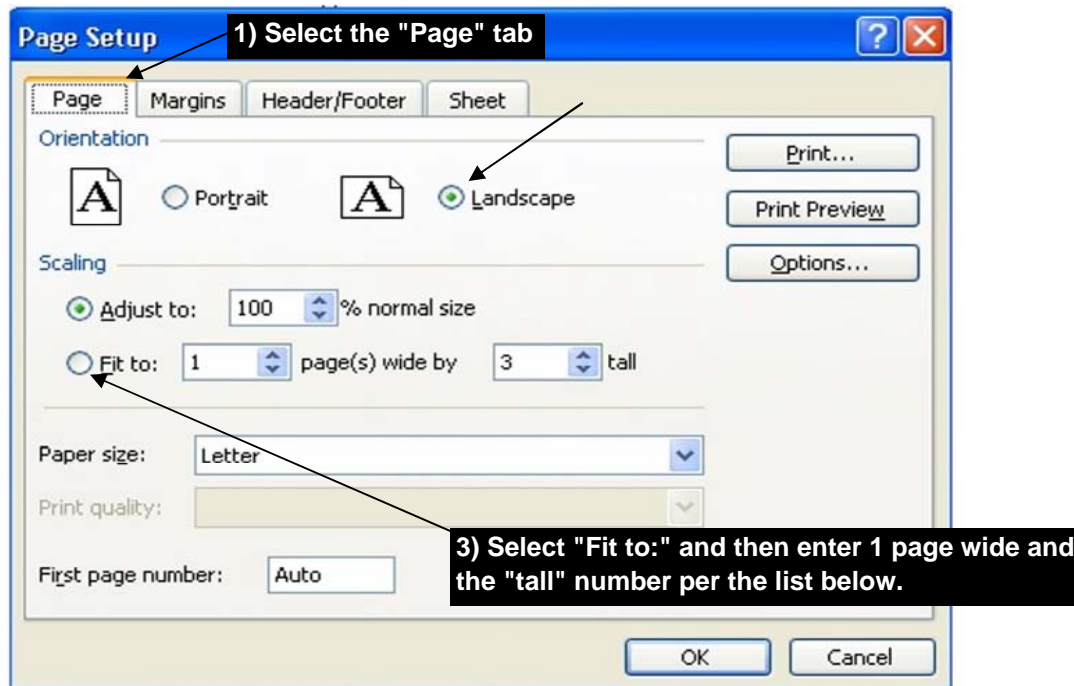 Page Setup
1) Select the "Page" tab
?
Page Margins Header/Footer Sheet
Orientation
A Portrait A Landscape
Print...
Print Preview
Scaling
Options...
Adjust to: 100 % normal size
Fit to: 1 page(s) wide by 3 tall
Paper size: Letter
Print quality:
3) Select "Fit to:" and then enter 1 page wide and
the "tall" number per the list below.
First page number: Auto
OK Cancel